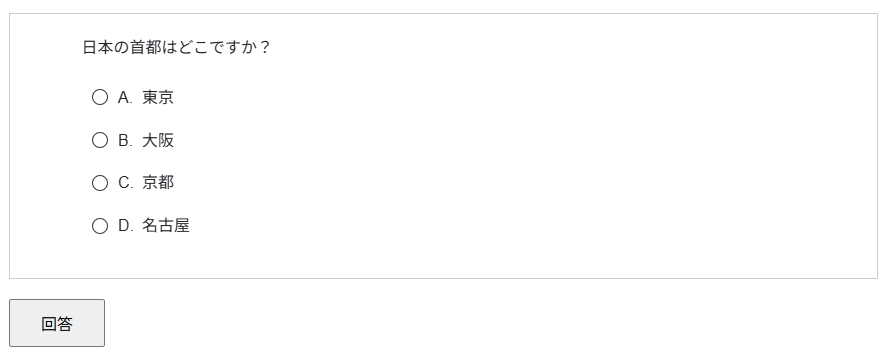 日本の首都はどこですか？
A. 東京
B. 大阪
C. 京都
D. 名古屋
回答